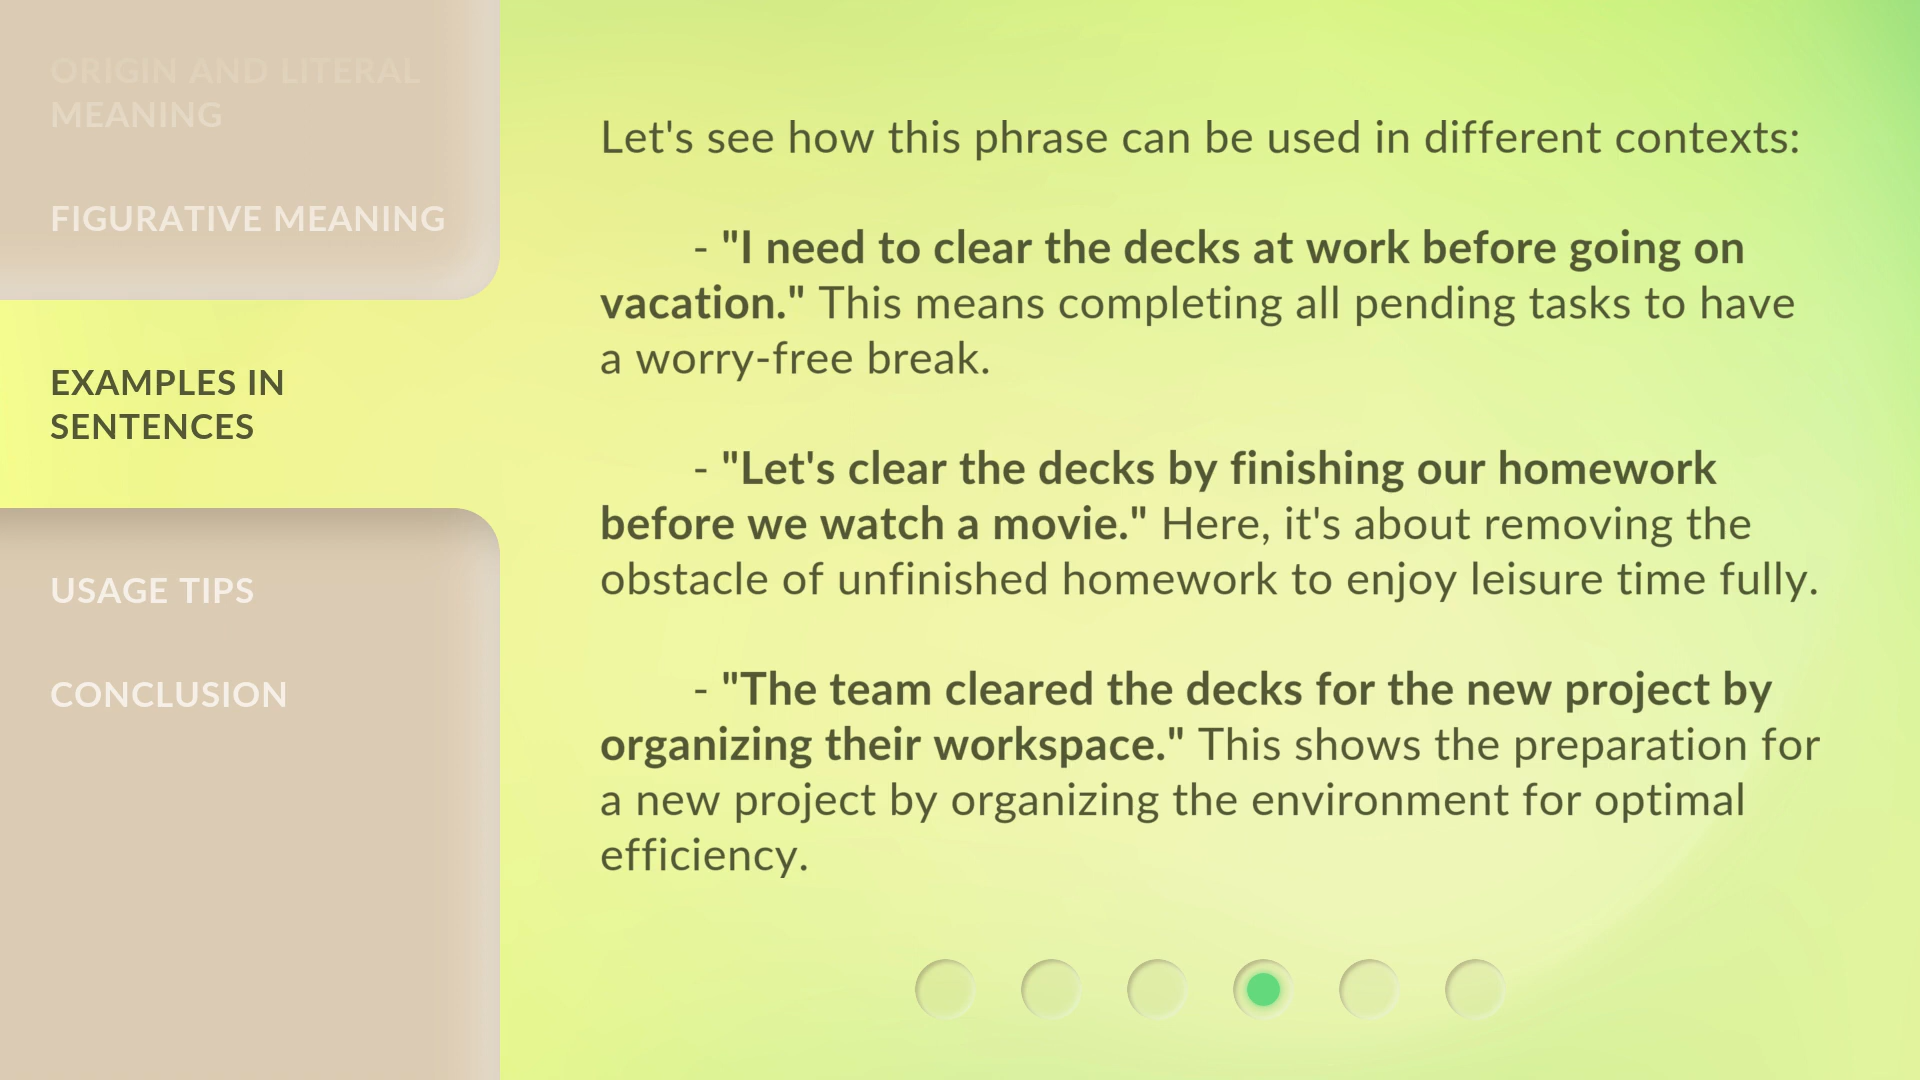 ORIGIN AND LITERAL
MEANING
FIGURATIVE MEANING
EXAMPLES IN
SENTENCES
USAGE TIPS
CONCLUSION
Let's see how this phrase can be used in different contexts:
- "I need to clear the decks at work before going on
vacation." This means completing all pending tasks to have
a worry-free break.
- "Let's clear the decks by finishing our homework
before we watch a movie." Here, it's about removing the
obstacle of unfinished homework to enjoy leisure time fully.
- "The team cleared the decks for the new project by
organizing their workspace." This shows the preparation for
a new project by organizing the environment for optimal
efficiency.